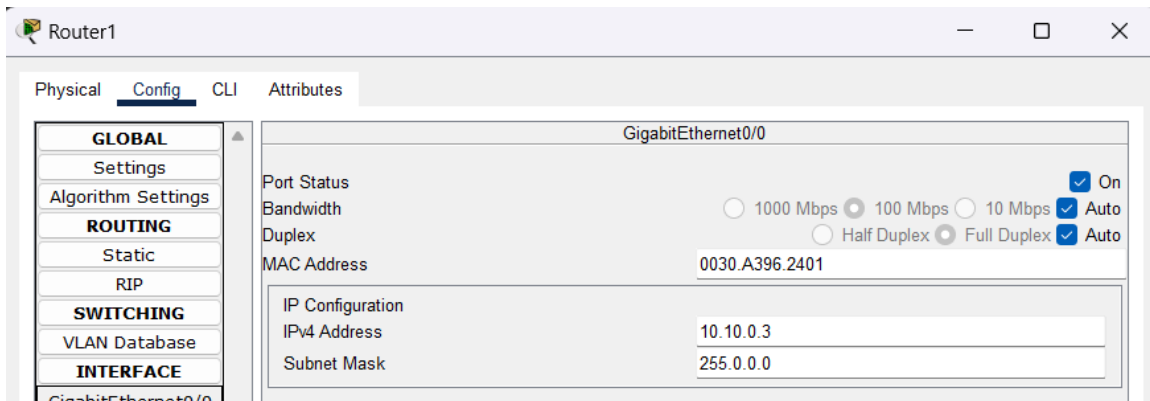 Router1
Physical Config CLI Attributes
GLOBAL
Settings
Algorithm Settings
ROUTING
Static
RIP
SWITCHING
VLAN Database
INTERFACE
GigabitEthernet0/0
GigabitEthernet0/0
Port Status On
Bandwidth 1000 Mbps 100 Mbps 10 Mbps Auto
Duplex Half Duplex Full Duplex Auto
MAC Address 0030.A396.2401
IP Configuration
IPv4 Address 10.10.0.3
Subnet Mask 255.0.0.0